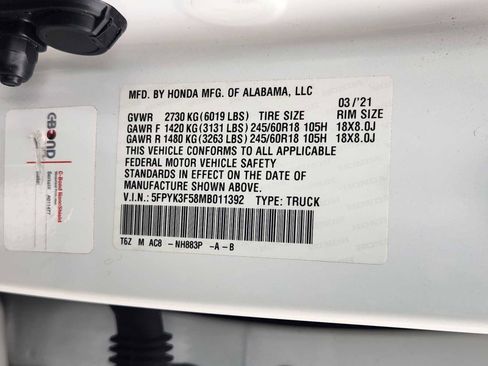 MFD. BY HONDA MFG. OF ALABAMA, LLC
03/'21
GVWR 2730 KG(6019 LBS) TIRE SIZE RIM SIZE
GAWR F 1420 KG(3131 LBS) 245/60R18 105H 18X8.0J
GAWR R 1480 KG(3263 LBS) 245/60R18 105H 18X8.0J
THIS VEHICLE CONFORMS TO ALL APPLICABLE
FEDERAL MOTOR VEHICLE SAFETY
STANDARDS IN EFFECT ON THE DATE OF
MANUFACTURE SHOWN ABOVE.
V.I.N.: 5FPYK3F58MB011392 TYPE: TRUCK
T6Z M AC8 - NH883P -A - B
C-BOND
C-Bond NanoShield